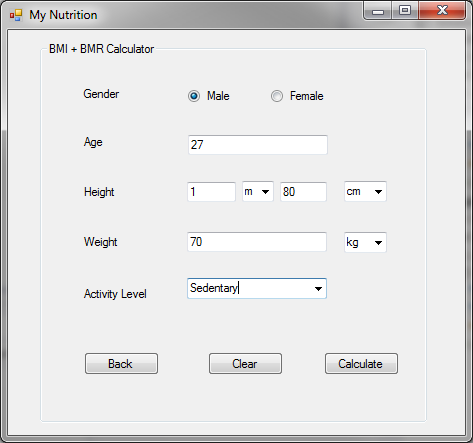 My Nutrition
BMI + BMR Calculator
Gender Male Female
Age 27
Height 1 m 80 cm
Weight 70 kg
Activity Level Sedentary
Back Clear Calculate